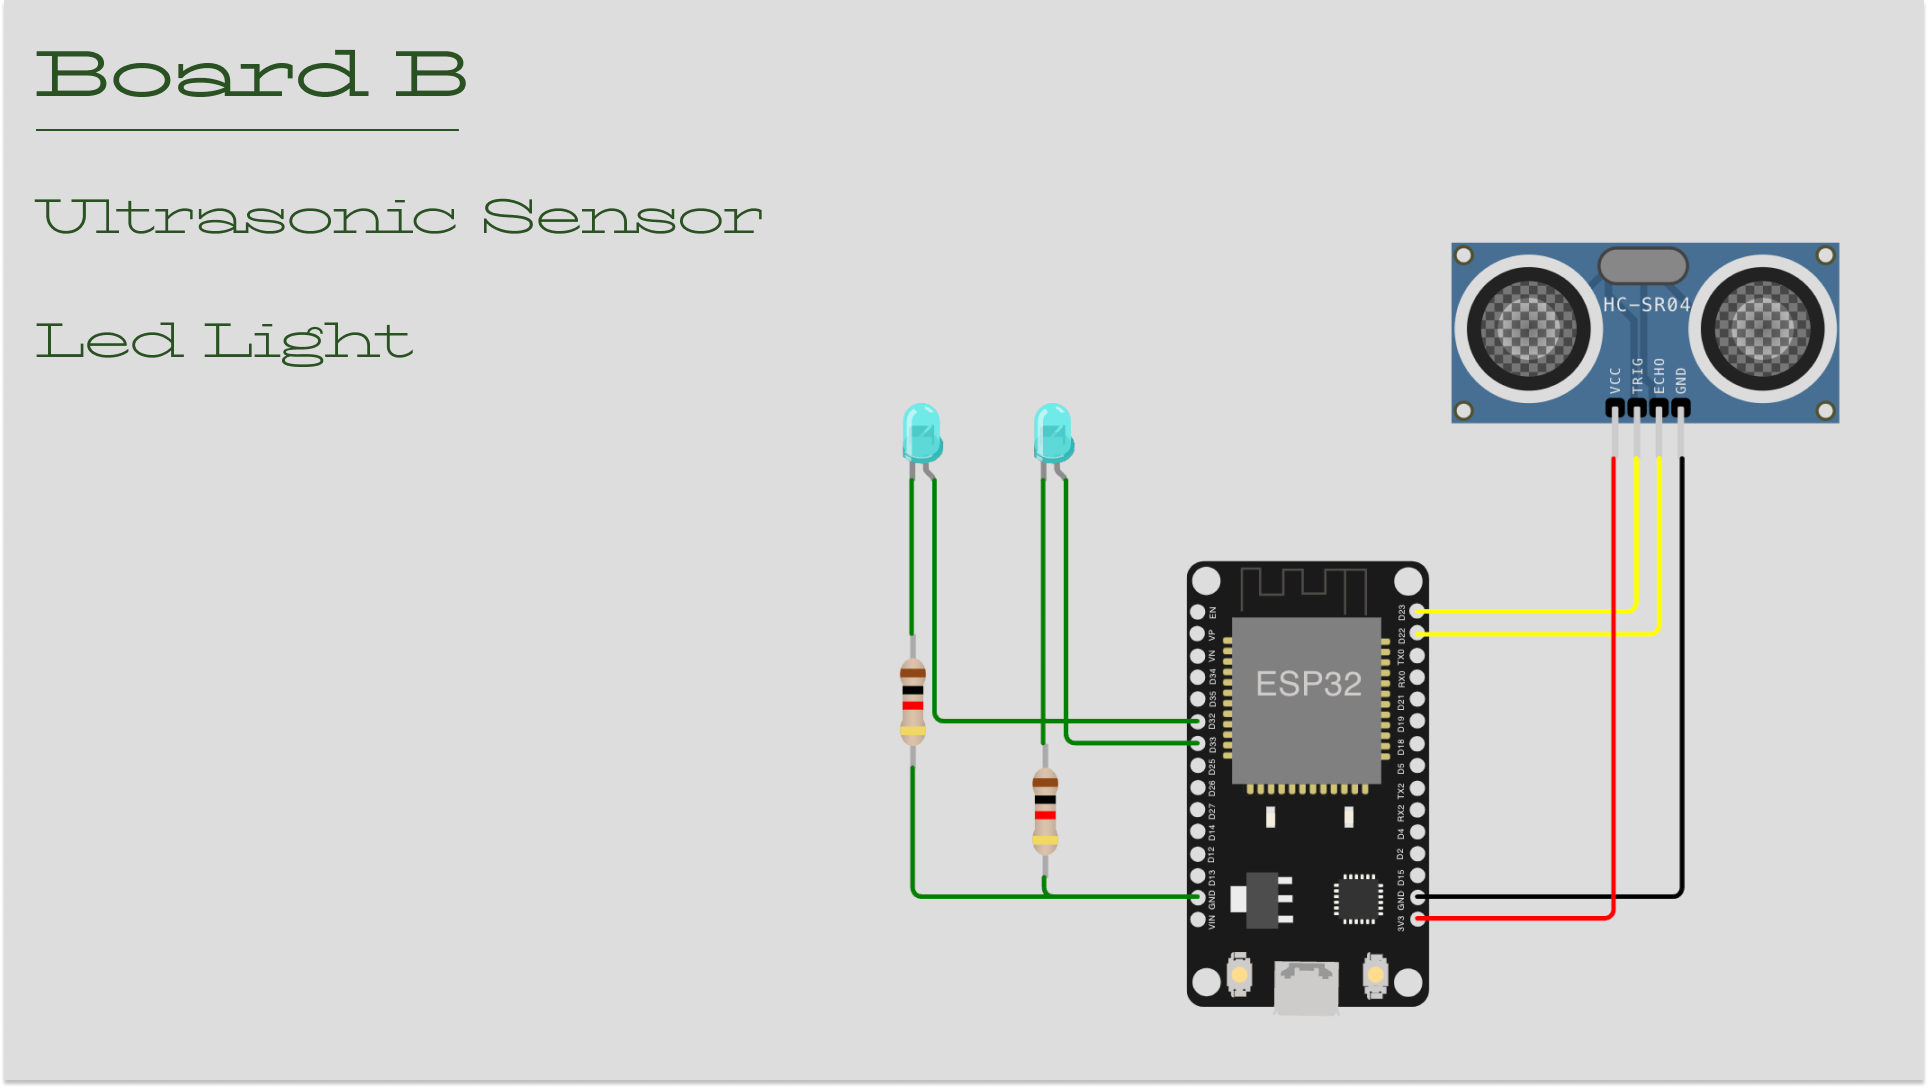 Board B
Ultrasonic Sensor
Led Light
HC-SR04
VCC
TRIG
ECHO
GND
ESP32
EN
VP
VN
D34
D35
D32
D33
D25
D26
D27
D14
D12
D13
GND
VIN
D23
D22
TX0
RX0
D21
D19
D18
D5
TX2
RX2
D4
D2
D15
GND
3V3